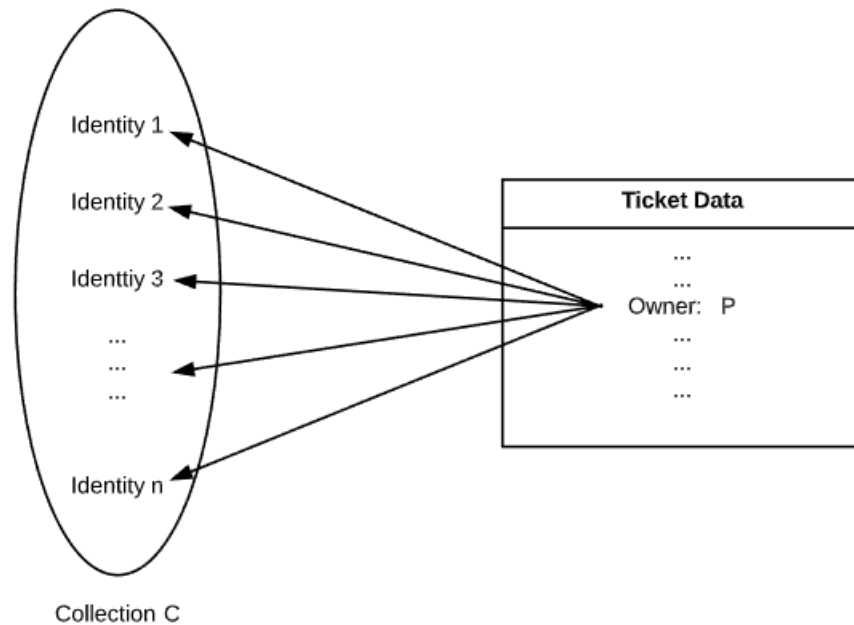 Identity 1
Identity 2
Identtiy 3
...
...
...
Identity n
Collection C
Ticket Data
...
...
Owner: P
...
...
...